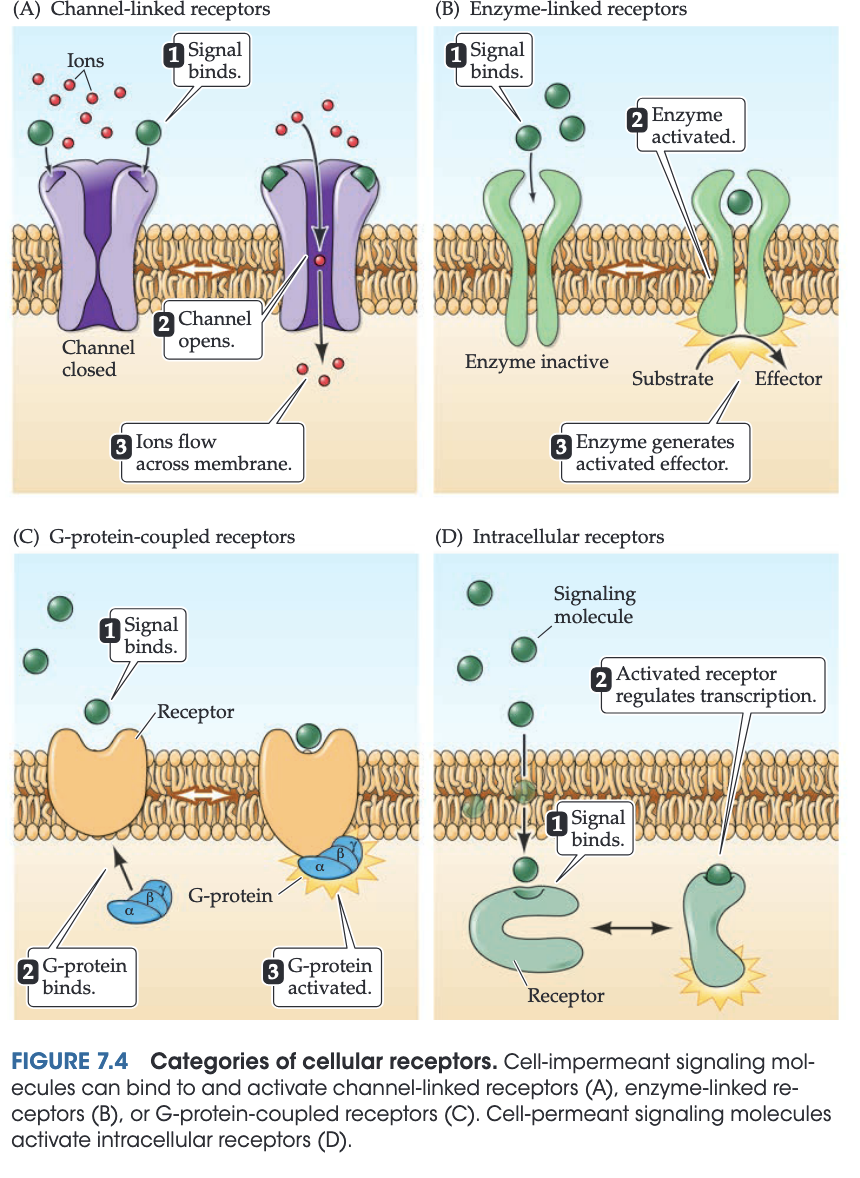 (A) Channel-linked receptors
Ions
1 Signal
binds.
Channel
closed
2 Channel
opens.
3 Ions flow
across membrane.
(B) Enzyme-linked receptors
1 Signal
binds.
2 Enzyme
activated.
Enzyme inactive
Substrate
Effector
3 Enzyme generates
activated effector.
(C) G-protein-coupled receptors
1 Signal
binds.
Receptor
α
β
γ
G-protein
α
β
γ
2 G-protein
binds.
3 G-protein
activated.
(D) Intracellular receptors
Signaling
molecule
2 Activated receptor
regulates transcription.
1 Signal
binds.
Receptor
FIGURE 7.4 Categories of cellular receptors. Cell-impermeant signaling mol-
ecules can bind to and activate channel-linked receptors (A), enzyme-linked re-
ceptors (B), or G-protein-coupled receptors (C). Cell-permeant signaling molecules
activate intracellular receptors (D).